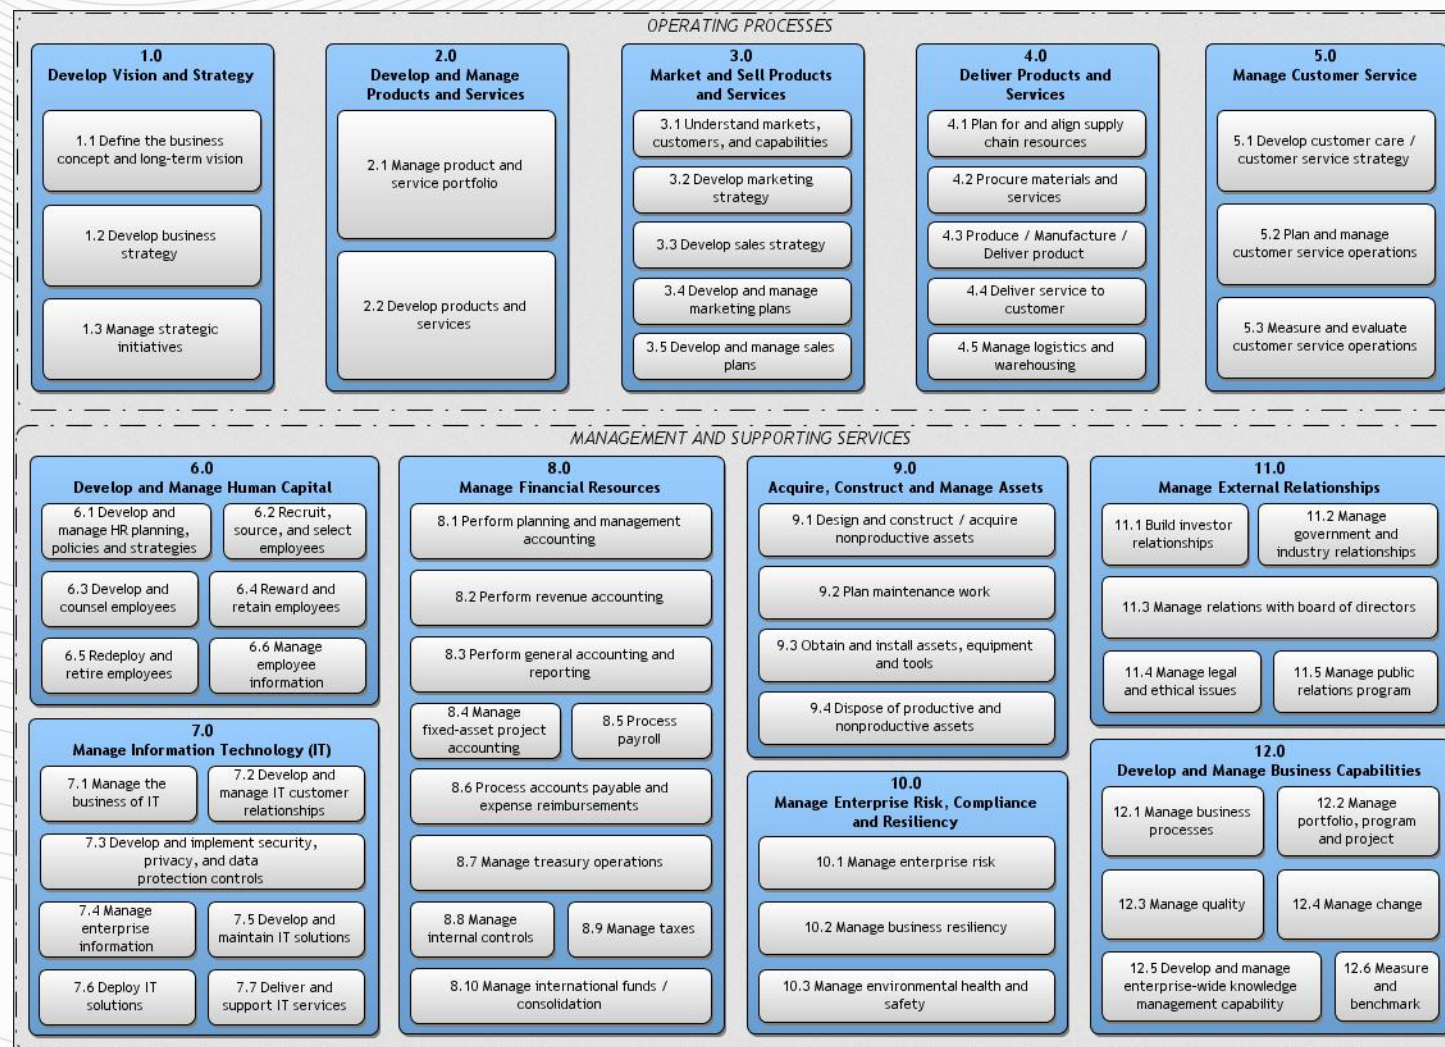 OPERATING PROCESSES
1.0
Develop Vision and Strategy
1.1 Define the business
concept and long-term vision
1.2 Develop business
strategy
1.3 Manage strategic
initiatives
2.0
Develop and Manage
Products and Services
2.1 Manage product and
service portfolio
2.2 Develop products and
services
3.0
Market and Sell Products
and Services
3.1 Understand markets,
customers, and capabilities
3.2 Develop marketing
strategy
3.3 Develop sales strategy
3.4 Develop and manage
marketing plans
3.5 Develop and manage sales
plans
4.0
Deliver Products and
Services
4.1 Plan for and align supply
chain resources
4.2 Procure materials and
services
4.3 Produce / Manufacture /
Deliver product
4.4 Deliver service to
customer
4.5 Manage logistics and
warehousing
5.0
Manage Customer Service
5.1 Develop customer care /
customer service strategy
5.2 Plan and manage
customer service operations
5.3 Measure and evaluate
customer service operations
MANAGEMENT AND SUPPORTING SERVICES
6.0
Develop and Manage Human Capital
6.1 Develop and
manage HR planning,
policies and strategies
6.2 Recruit,
source, and select
employees
6.3 Develop and
counsel employees
6.4 Reward and
retain employees
6.5 Redeploy and
retire employees
6.6 Manage
employee
information
7.0
Manage Information Technology (IT)
7.1 Manage the
business of IT
7.2 Develop and
manage IT customer
relationships
7.3 Develop and implement security,
privacy, and data
protection controls
7.4 Manage
enterprise
information
7.5 Develop and
maintain IT solutions
7.6 Deploy IT
solutions
7.7 Deliver and
support IT services
8.0
Manage Financial Resources
8.1 Perform planning and management
accounting
8.2 Perform revenue accounting
8.3 Perform general accounting and
reporting
8.4 Manage
fixed-asset project
accounting
8.5 Process
payroll
8.6 Process accounts payable and
expense reimbursements
8.7 Manage treasury operations
8.8 Manage
internal controls
8.9 Manage taxes
8.10 Manage international funds /
consolidation
9.0
Acquire, Construct and Manage Assets
9.1 Design and construct / acquire
nonproductive assets
9.2 Plan maintenance work
9.3 Obtain and install assets, equipment
and tools
9.4 Dispose of productive and
nonproductive assets
10.0
Manage Enterprise Risk, Compliance
and Resiliency
10.1 Manage enterprise risk
10.2 Manage business resiliency
10.3 Manage environmental health and
safety
11.0
Manage External Relationships
11.1 Build investor
relationships
11.2 Manage
government and
industry relationships
11.3 Manage relations with board of directors
11.4 Manage legal
and ethical issues
11.5 Manage public
relations program
12.0
Develop and Manage Business Capabilities
12.1 Manage business
processes
12.2 Manage
portfolio, program
and project
12.3 Manage quality
12.4 Manage change
12.5 Develop and manage
enterprise-wide knowledge
management capability
12.6 Measure
and
benchmark